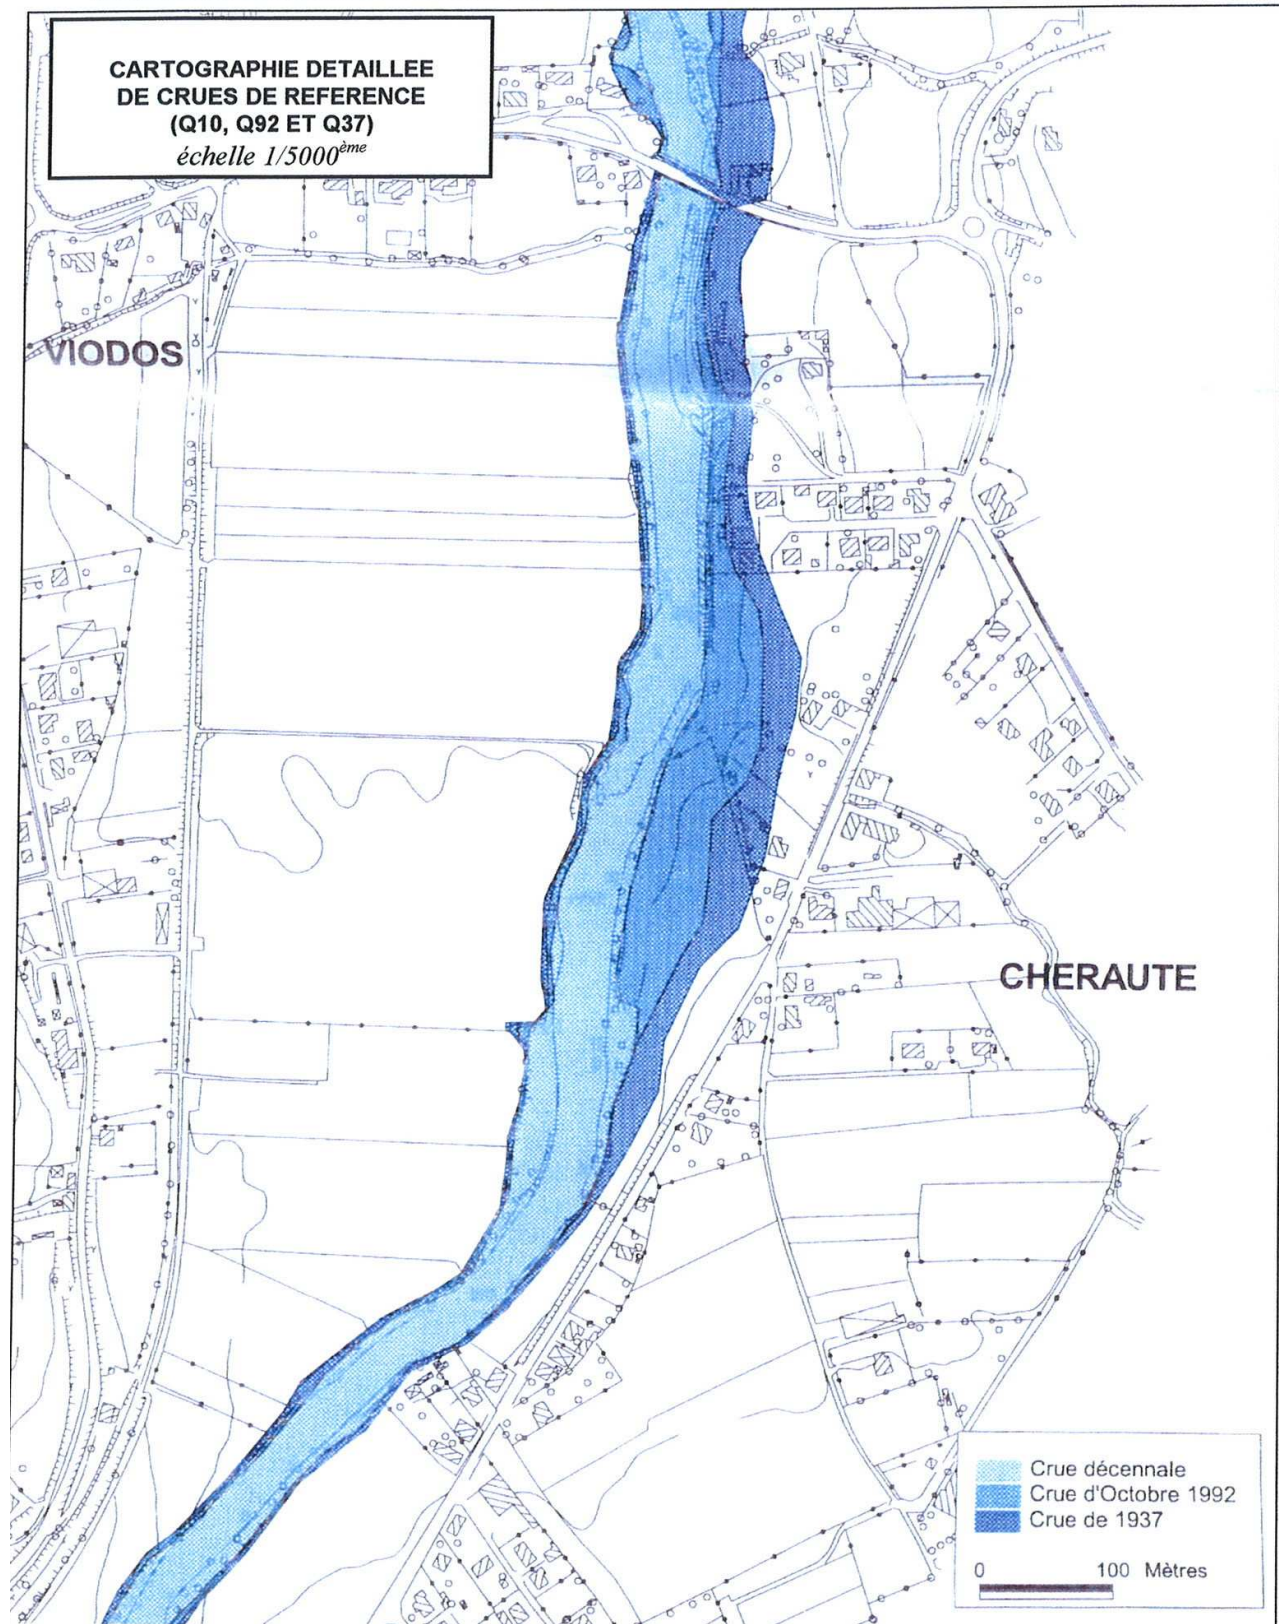 CARTOGRAPHIE DETAILLEE
DE CRUES DE REFERENCE
(Q10, Q92 ET Q37)
échelle 1/5000ème
VIODOS
CHERAUTE
Crue décennale
Crue d'Octobre 1992
Crue de 1937
0 100 Mètres